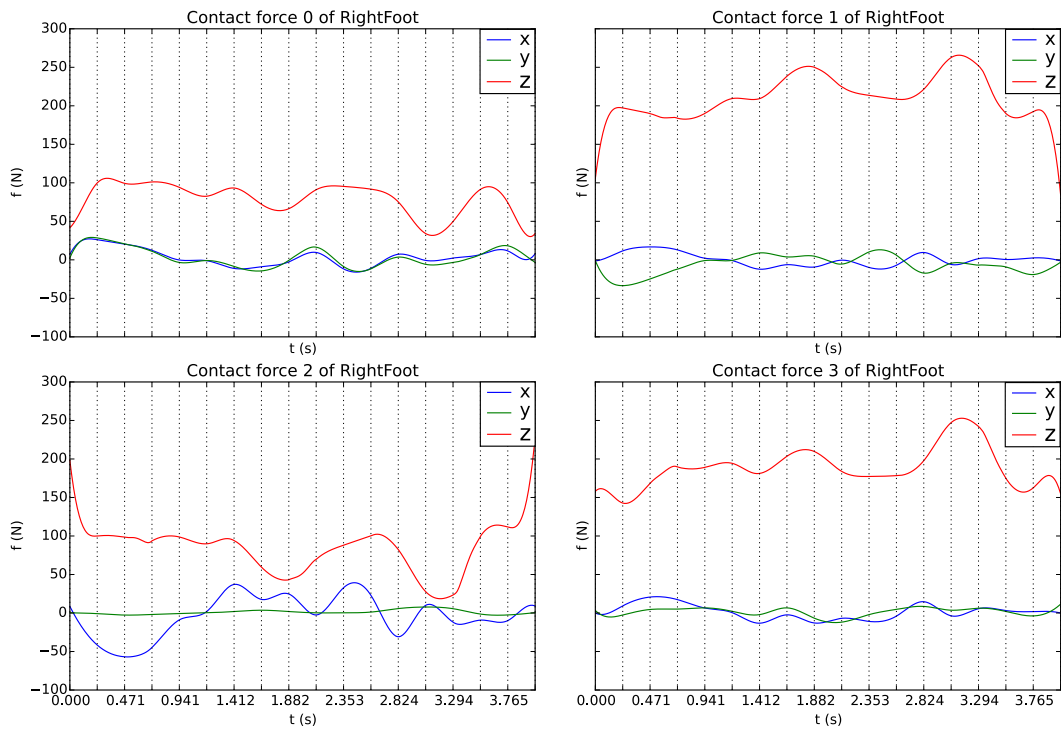 Contact force 0 of RightFoot
300
250
200
150
100
50
0
−50
−100
f (N)
t (s)
x
y
z
Contact force 1 of RightFoot
f (N)
t (s)
x
y
z
Contact force 2 of RightFoot
300
250
200
150
100
50
0
−50
−100
f (N)
0.000 0.471 0.941 1.412 1.882 2.353 2.824 3.294 3.765
t (s)
x
y
z
Contact force 3 of RightFoot
f (N)
0.000 0.471 0.941 1.412 1.882 2.353 2.824 3.294 3.765
t (s)
x
y
z